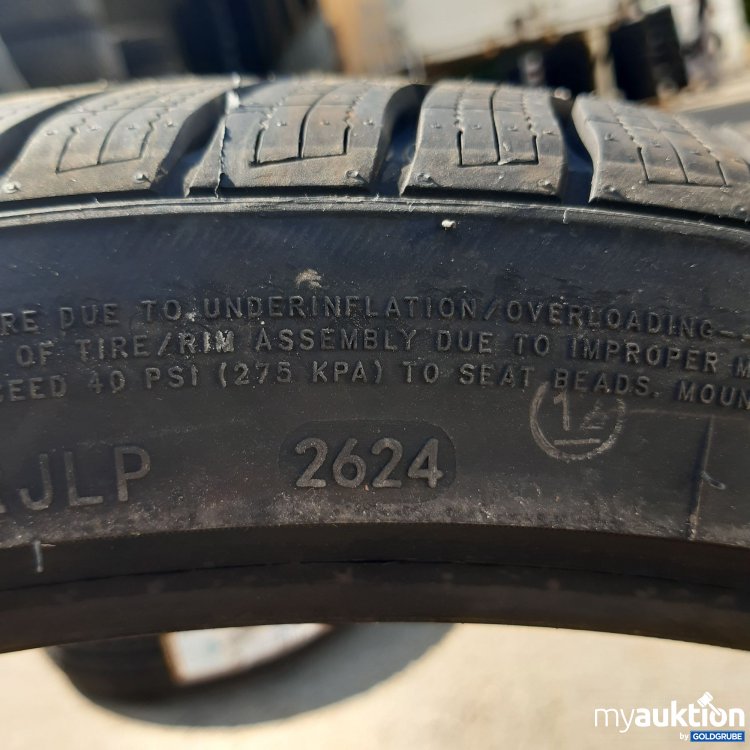 RE DUE TO UNDERINFLATION/OVERLOADING-
OF TIRE/RIM ASSEMBLY DUE TO IMPROPER M
CEED 40 PSI (275 KPA) TO SEAT BEADS. MOUN
JLP
2624
myauktion
by GOLDGRUBE